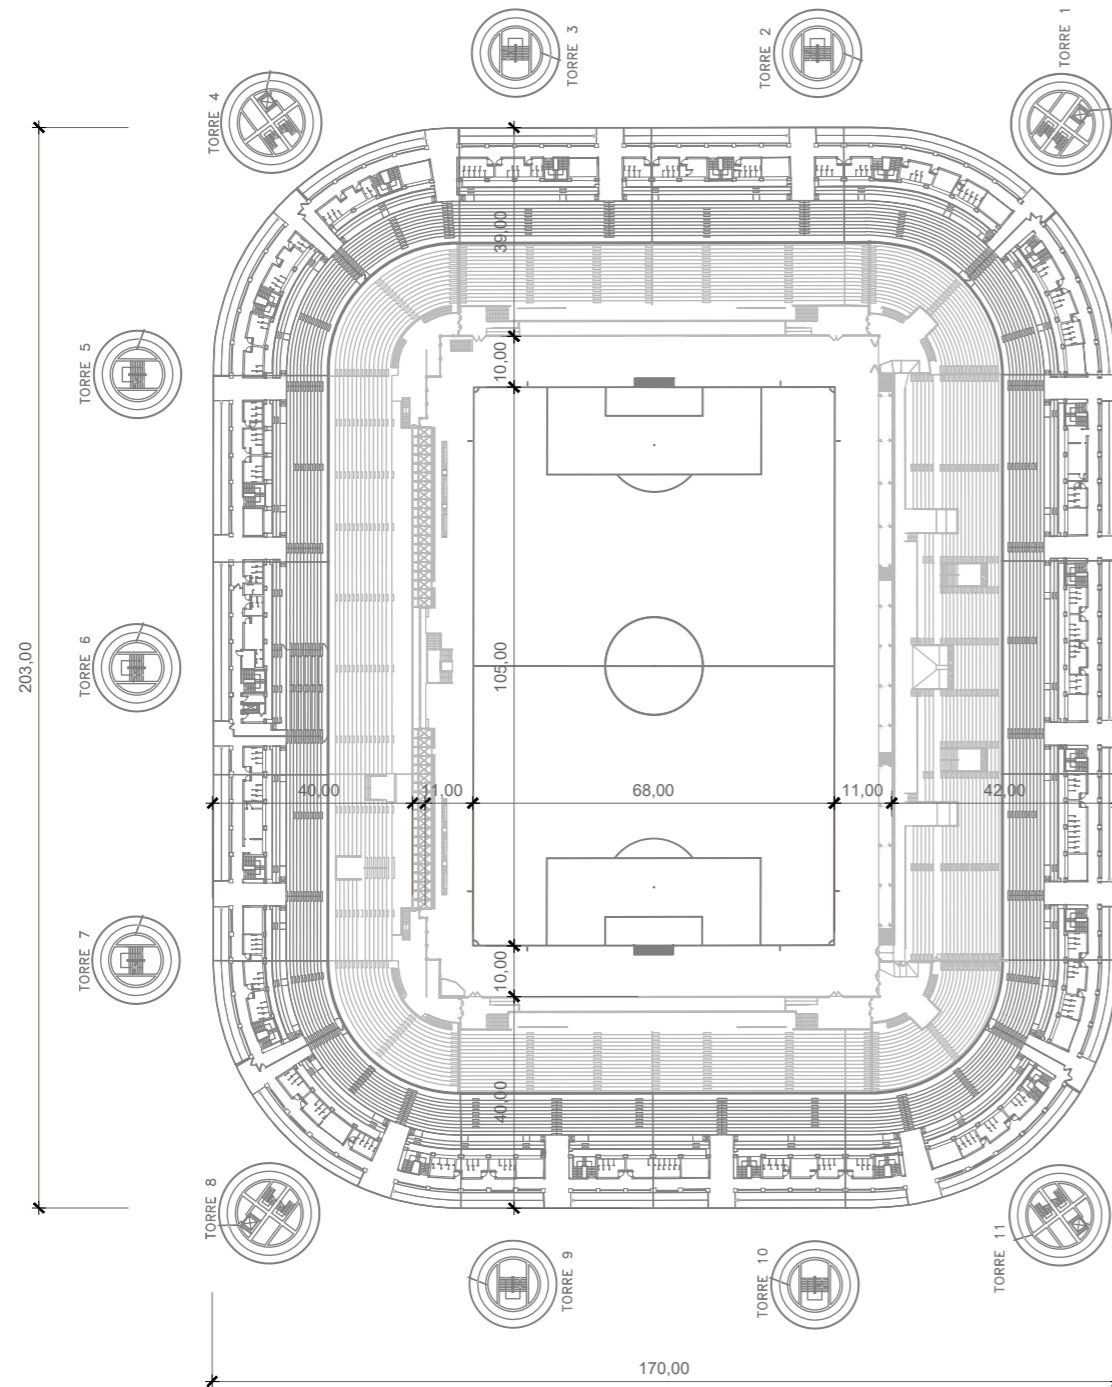 TORRE 1
TORRE 2
TORRE 3
TORRE 4
39,00
10,00
TORRE 5
203,00
TORRE 6
105,00
40,00
11,00
68,00
11,00
42,00
TORRE 7
10,00
40,00
TORRE 8
TORRE 9
TORRE 10
TORRE 11
170,00